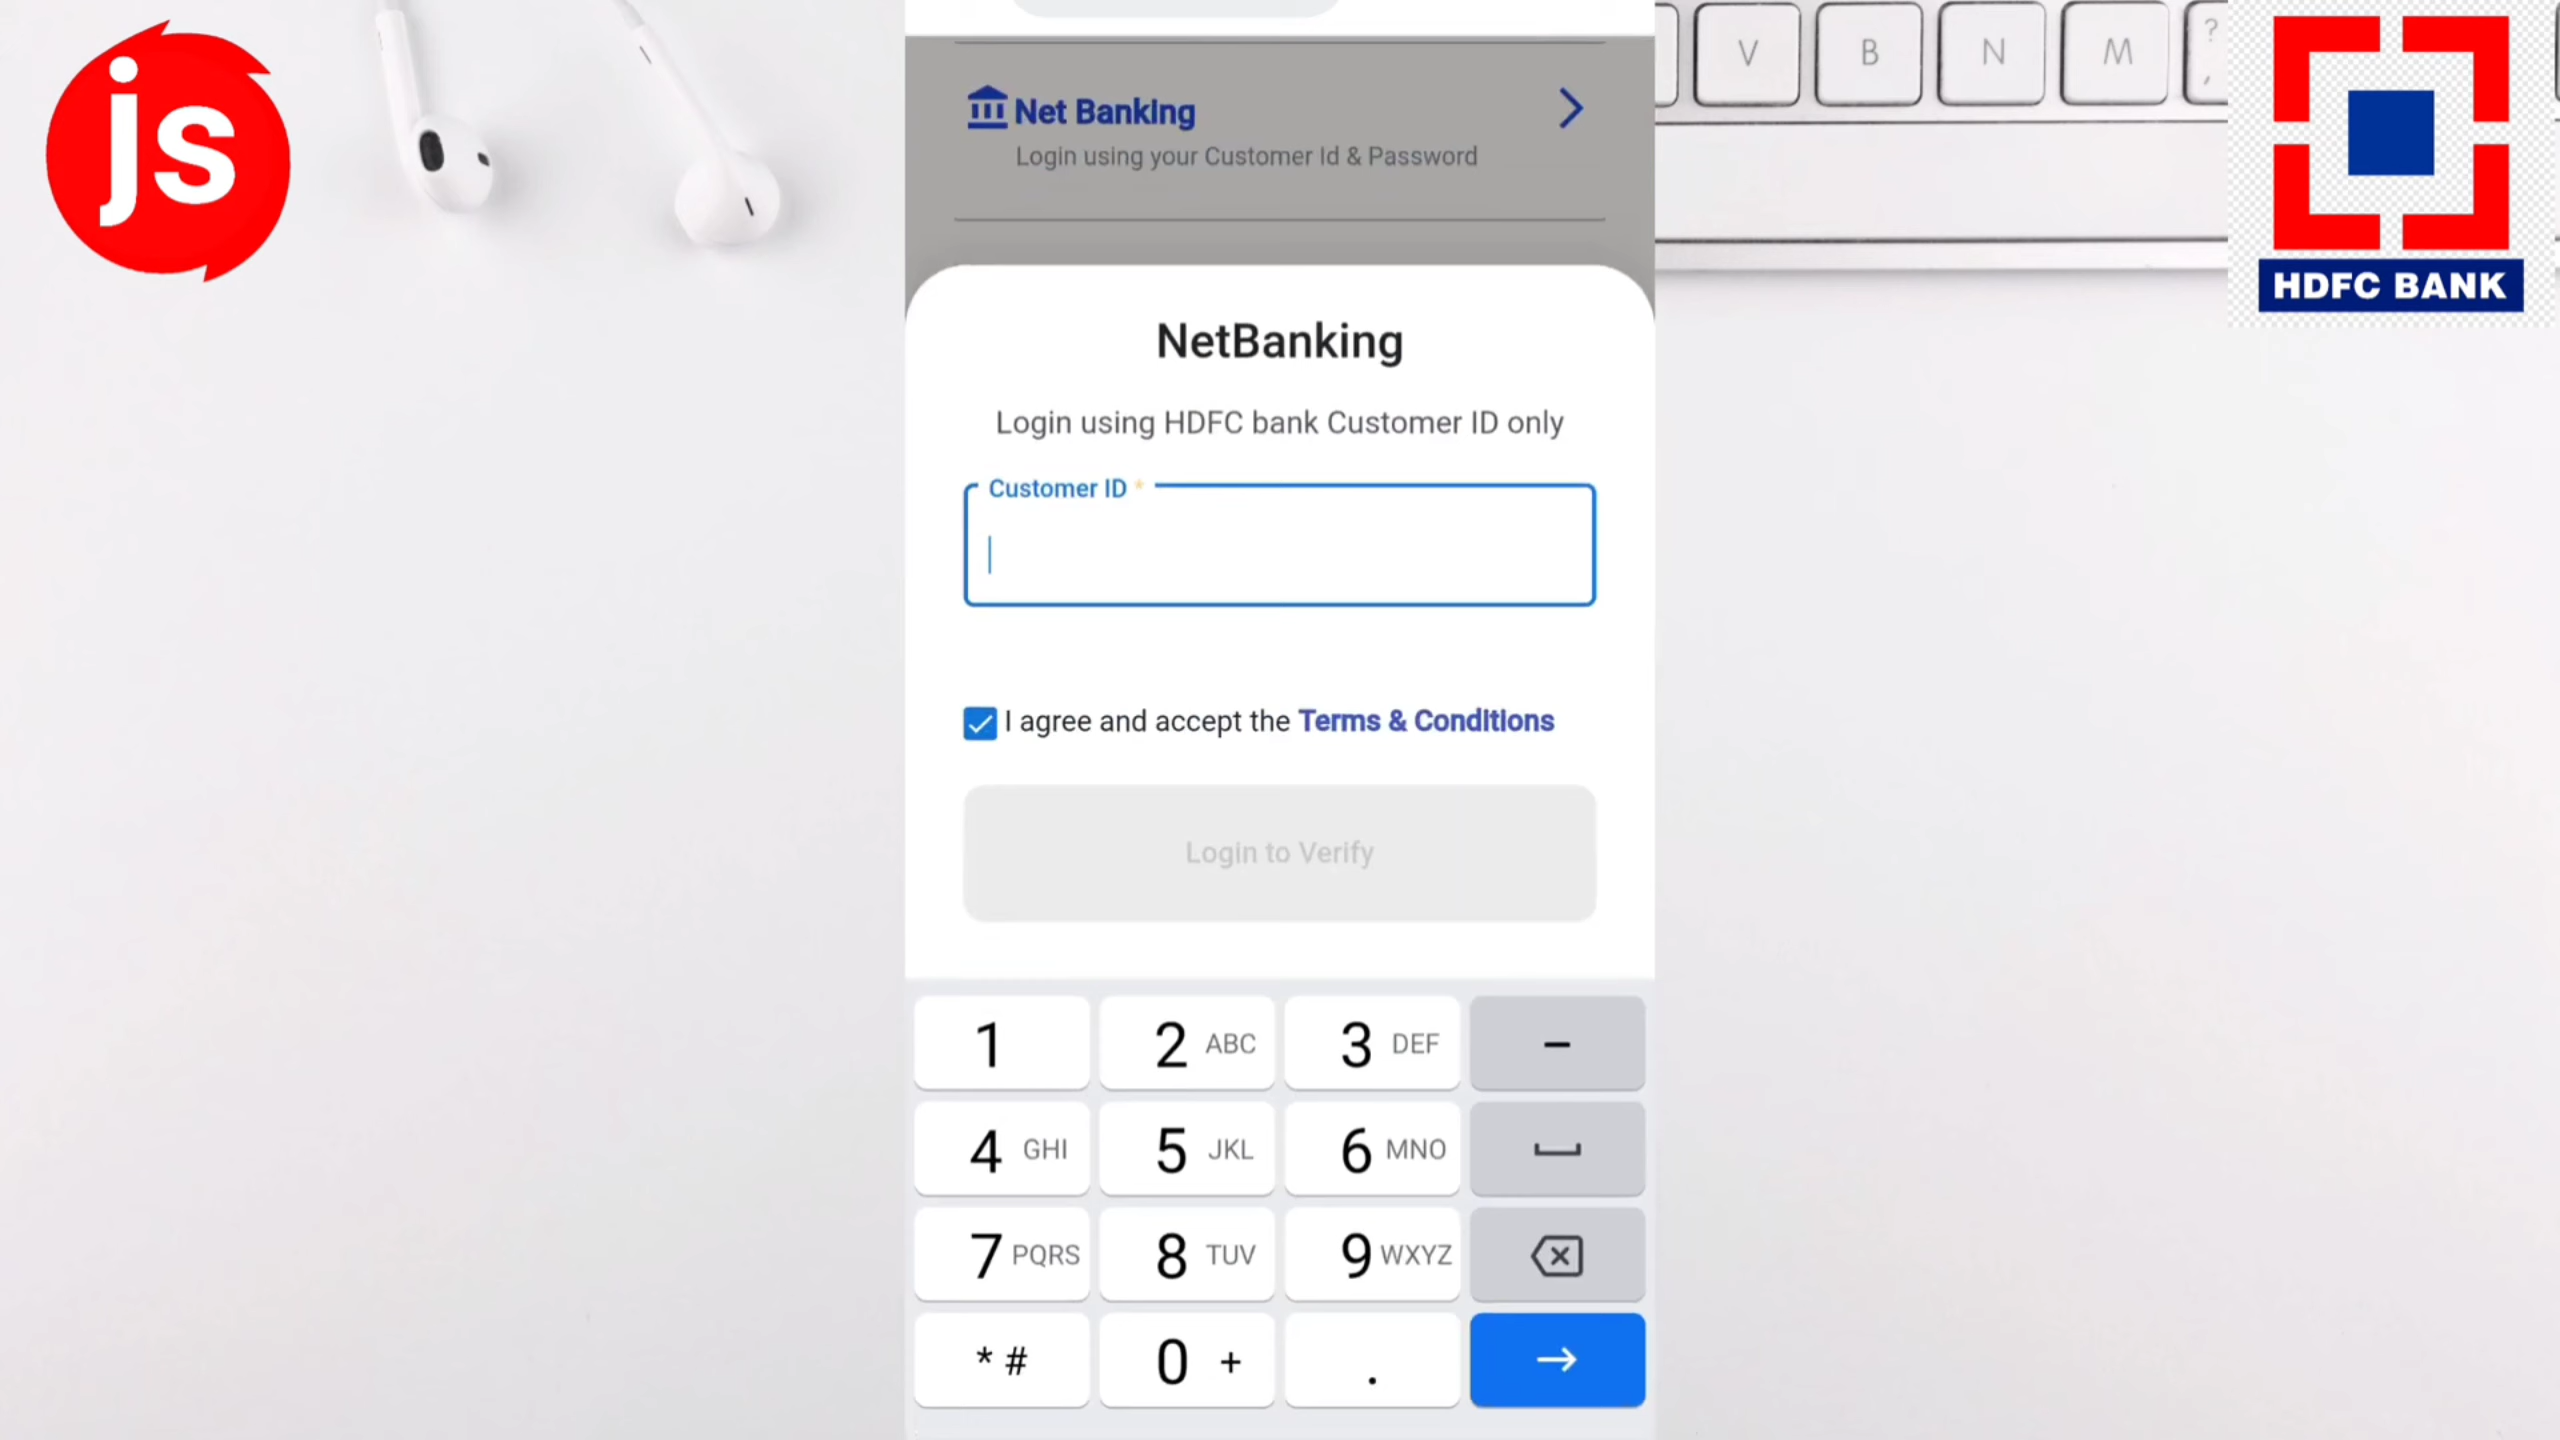 js
V B N M ? ,
HDFC BANK
Net Banking
Login using your Customer Id & Password
NetBanking
Login using HDFC bank Customer ID only
Customer ID *
I agree and accept the Terms & Conditions
Login to Verify
1 2 ABC 3 DEF -
4 GHI 5 JKL 6 MNO
7 PQRS 8 TUV 9 WXYZ
* # 0 + .